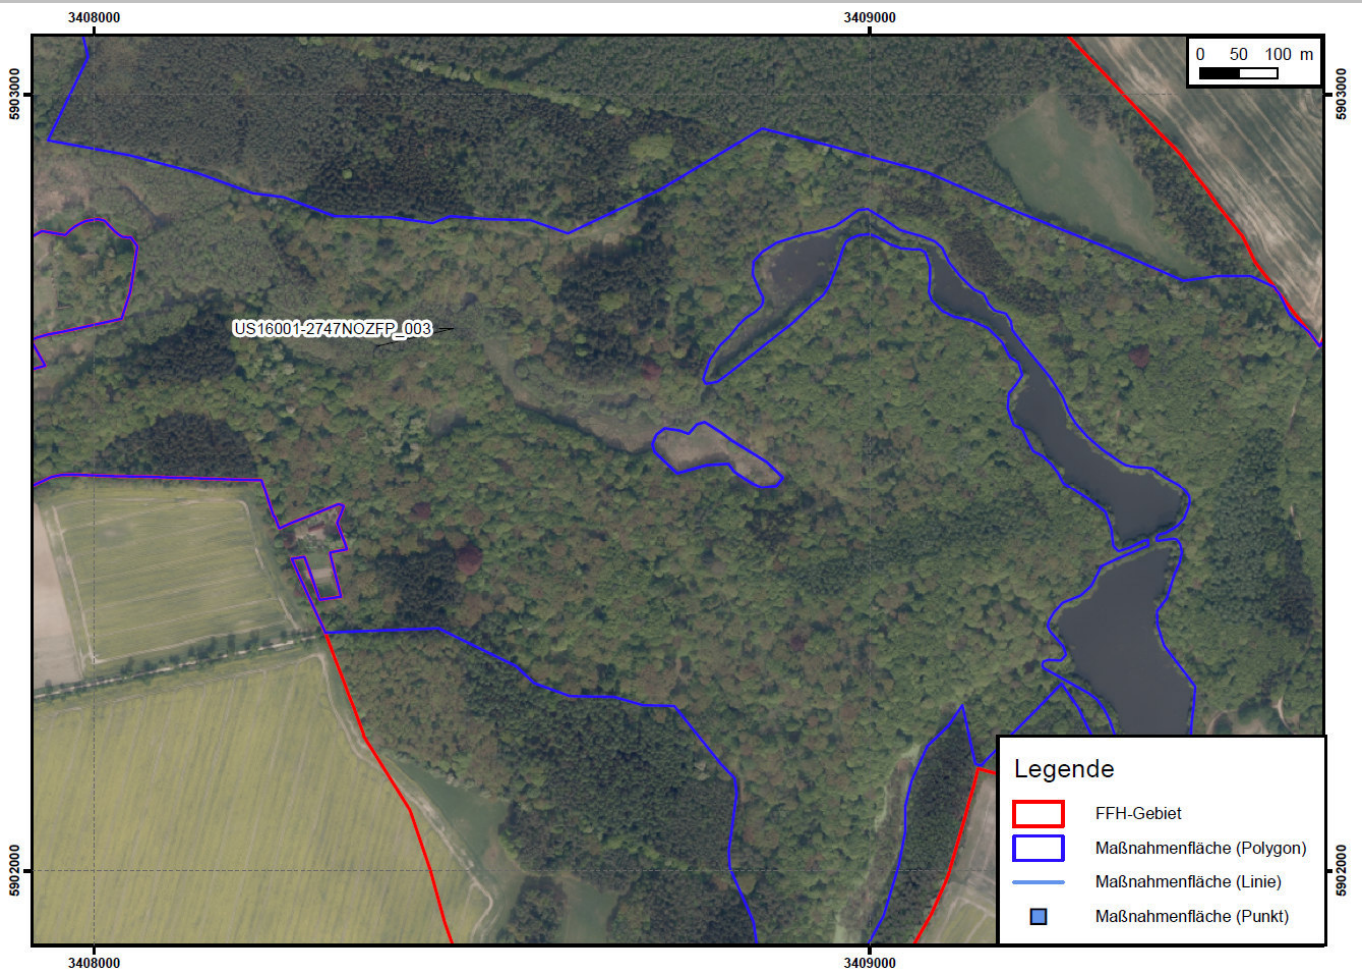 3408000 3409000
0 50 100 m
5903000 5903000
US16001-2747NOZFP_003
Legende
FFH-Gebiet
Maßnahmenfläche (Polygon)
Maßnahmenfläche (Linie)
Maßnahmenfläche (Punkt)
5902000 5902000
3408000 3409000